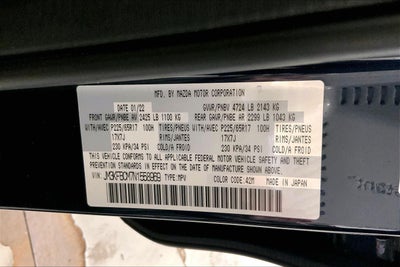 MFD. BY MAZDA MOTOR CORPORATION
DATE 01/22 GVWR/PNBV 4724 LB 2143 KG
FRONT GAWR/PNBE AV 2425 LB 1100 KG REAR GAWR/PNBE AR 2299 LB 1043 KG
WITH/AVEC P225/65R17 100H TIRES/PNEUS WITH/AVEC P225/65R17 100H TIRES/PNEUS
17X7J RIMS/JANTES 17X7J RIMS/JANTES
230 KPA/34 PSI COLD/A FROID 230 KPA/34 PSI COLD/A FROID
THIS VEHICLE CONFORMS TO ALL APPLICABLE FEDERAL MOTOR VEHICLE SAFETY AND THEFT
PREVENTION STANDARDS IN EFFECT ON THE DATE OF MANUFACTURE SHOWN ABOVE.
TYPE:MPV COLOR CODE:42M MADE IN JAPAN